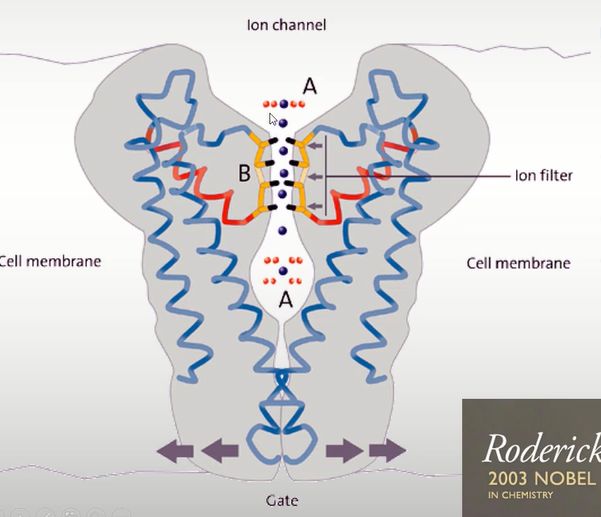 Ion channel
A
B
Ion filter
Cell membrane
Cell membrane
A
Gate
Roderick
2003 NOBEL
IN CHEMISTRY